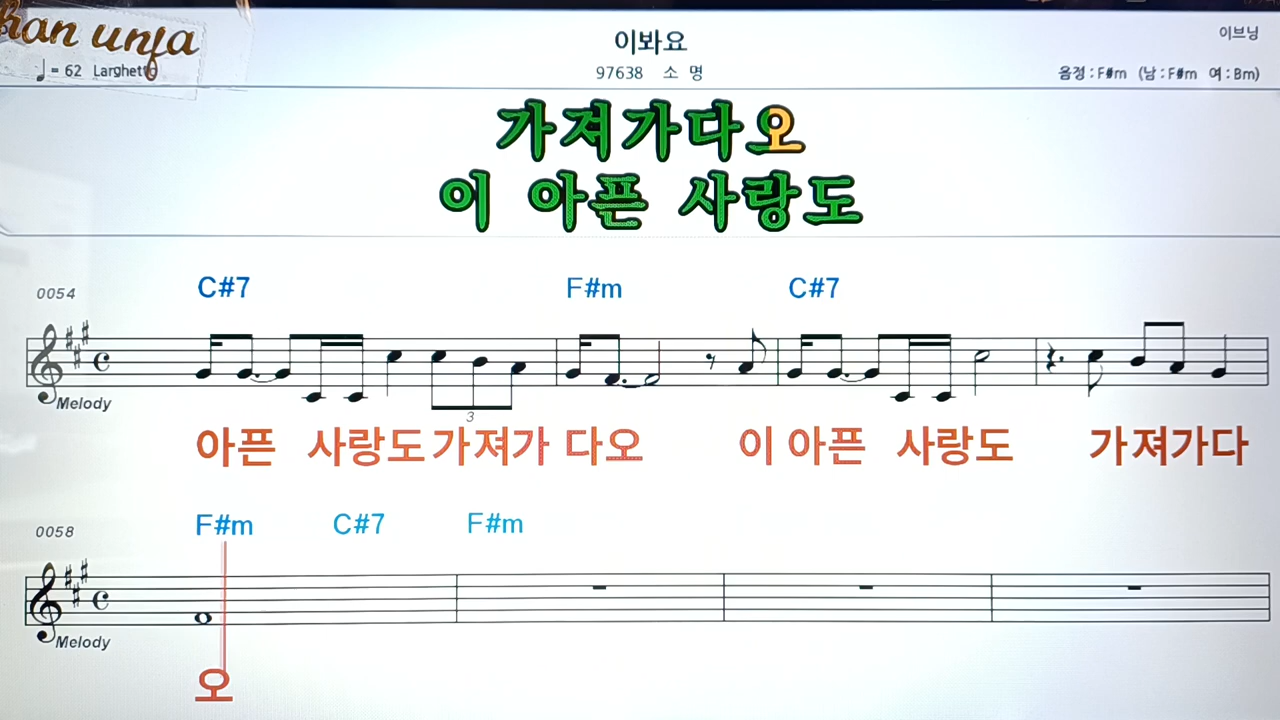 이봐요
이브닝
♩= 62 Larghetto
97638 소 명
음정 : F#m (남 : F#m 여 : Bm)
가져가다오
이 아픈 사랑도
0054
C#7 F#m C#7
3
Melody
아픈 사랑도 가져가 다오 이 아픈 사랑도 가져가다
0058
F#m C#7 F#m
Melody
오